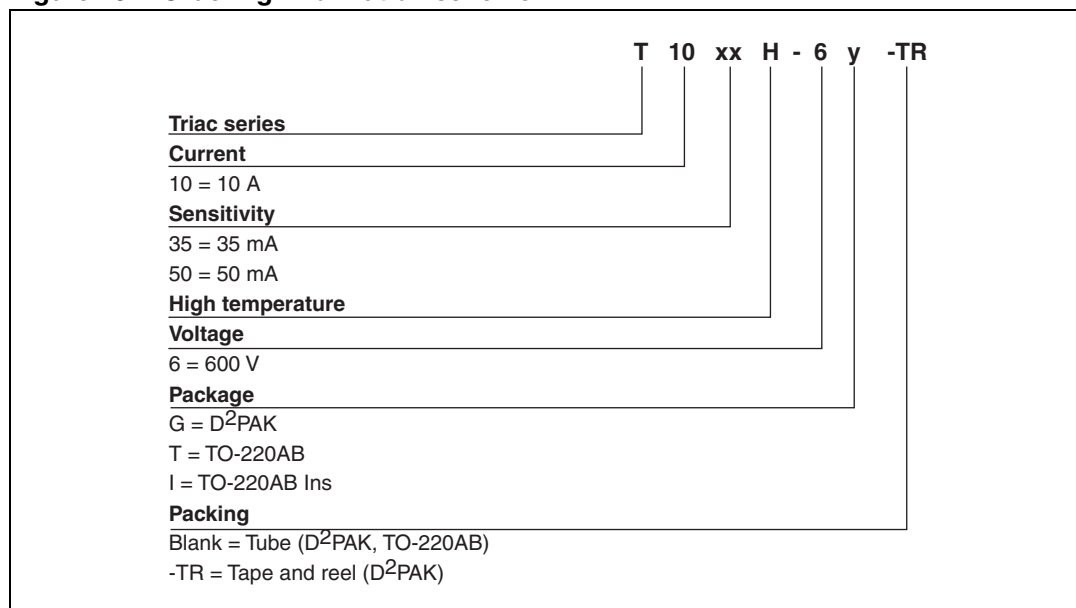 T 10 xx H - 6 y -TR
Triac series
Current
10 = 10 A
Sensitivity
35 = 35 mA
50 = 50 mA
High temperature
Voltage
6 = 600 V
Package
G = D²PAK
T = TO-220AB
I = TO-220AB Ins
Packing
Blank = Tube (D²PAK, TO-220AB)
-TR = Tape and reel (D²PAK)